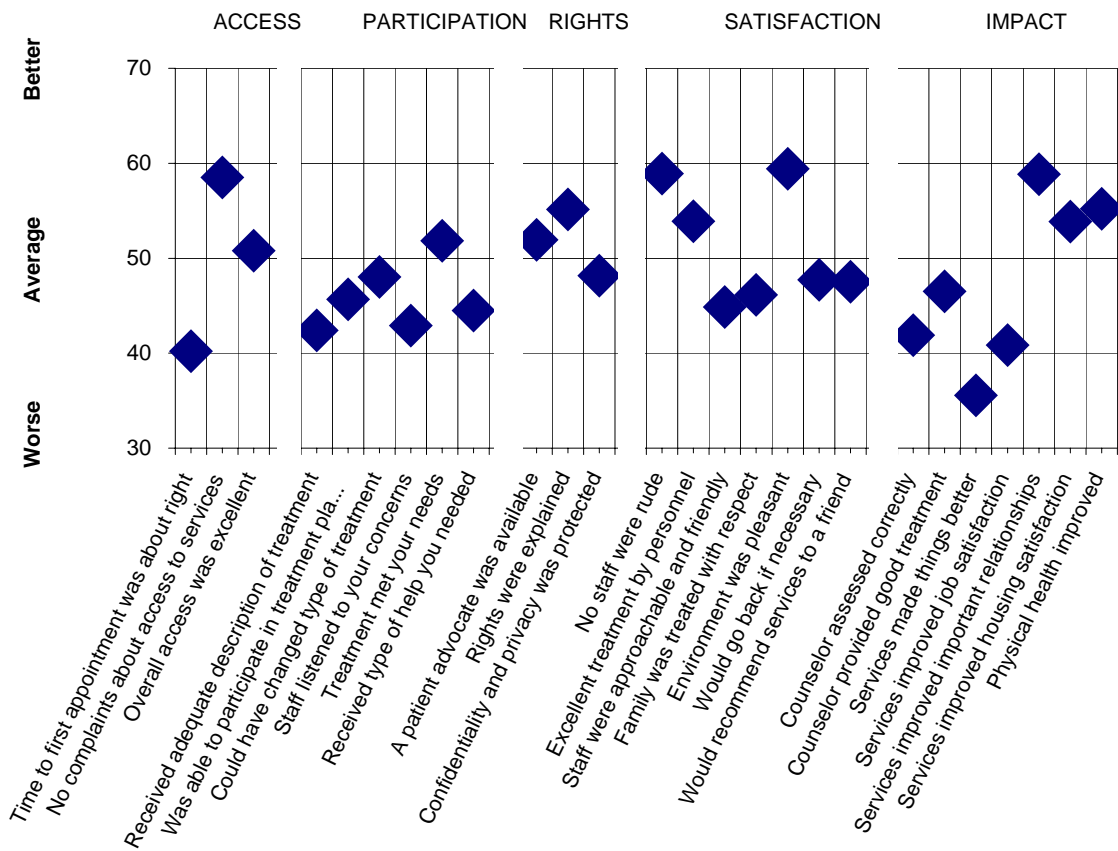 ACCESS PARTICIPATION RIGHTS SATISFACTION IMPACT
Better
Average
Worse
70
60
50
40
30
Time to first appointment was about right
No complaints about access to services
Overall access was excellent
Received adequate description of treatment
Was able to participate in treatment pla...
Could have changed type of treatment
Staff listened to your concerns
Treatment met your needs
Received type of help you needed
A patient advocate was available
Rights were explained
Confidentiality and privacy was protected
No staff were rude
Excellent treatment by personnel
Staff were approachable and friendly
Family was treated with respect
Environment was pleasant
Would go back if necessary
Would recommend services to a friend
Counselor assessed correctly
Counselor provided good treatment
Services made things better
Services improved job satisfaction
Services improved important relationships
Services improved housing satisfaction
Physical health improved